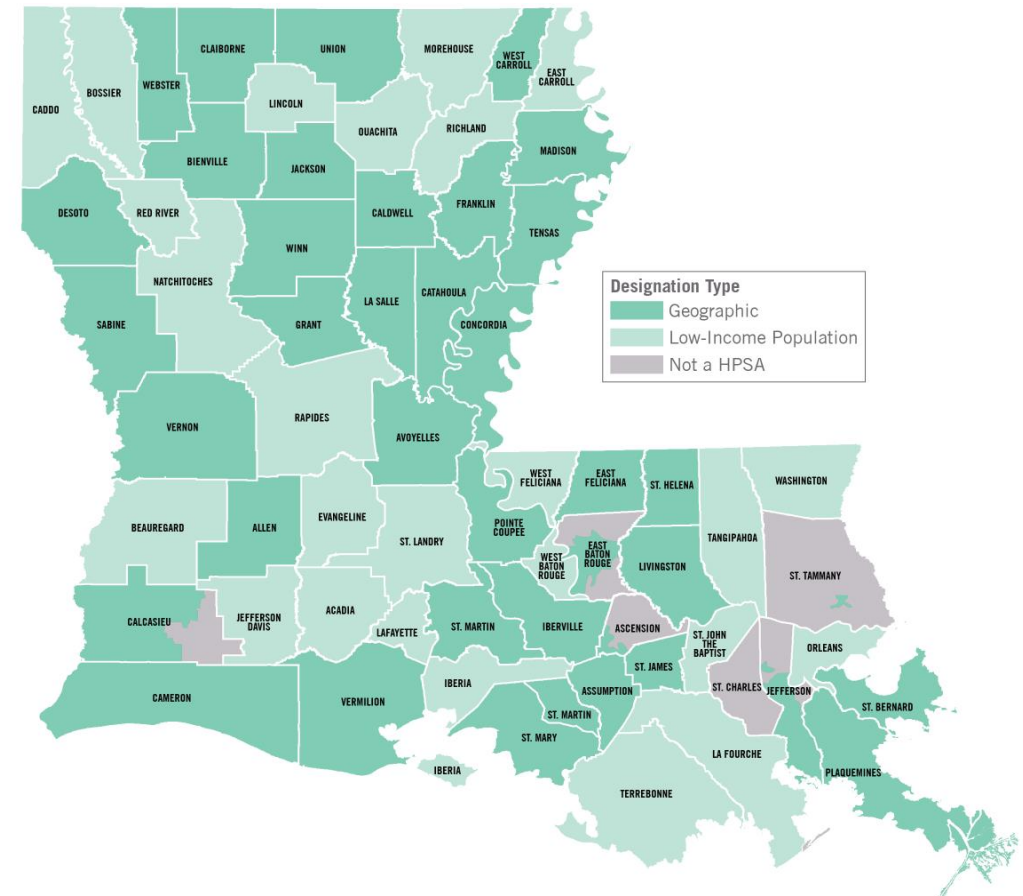 CLAIBORNE
UNION
MOREHOUSE
WEST
CARROLL
EAST
CARROLL
WEBSTER
BOSSIER
CADDO
LINCOLN
OUACHITA
RICHLAND
MADISON
BIENVILLE
JACKSON
DESOTO
RED RIVER
CALDWELL
FRANKLIN
TENSAS
WINN
NATCHITOCHES
LA SALLE
CATAHOULA
CONCORDIA
SABINE
GRANT
Designation Type
Geographic
Low-Income Population
Not a HPSA
RAPIDES
VERNON
AVOYELLES
WEST
FELICIANA
EAST
FELICIANA
ST. HELENA
WASHINGTON
BEAUREGARD
ALLEN
EVANGELINE
ST. LANDRY
POINTE
COUPEE
WEST
BATON
ROUGE
EAST
BATON
ROUGE
LIVINGSTON
TANGIPAHOA
ST. TAMMANY
CALCASIEU
JEFFERSON
DAVIS
ACADIA
LAFAYETTE
ST. MARTIN
IBERVILLE
ASCENSION
ST. JOHN
THE
BAPTIST
ORLEANS
ST. JAMES
CAMERON
VERMILION
IBERIA
ASSUMPTION
ST. CHARLES
JEFFERSON
ST. BERNARD
ST. MARTIN
ST. MARY
LA FOURCHE
IBERIA
TERREBONNE
PLAQUEMINES